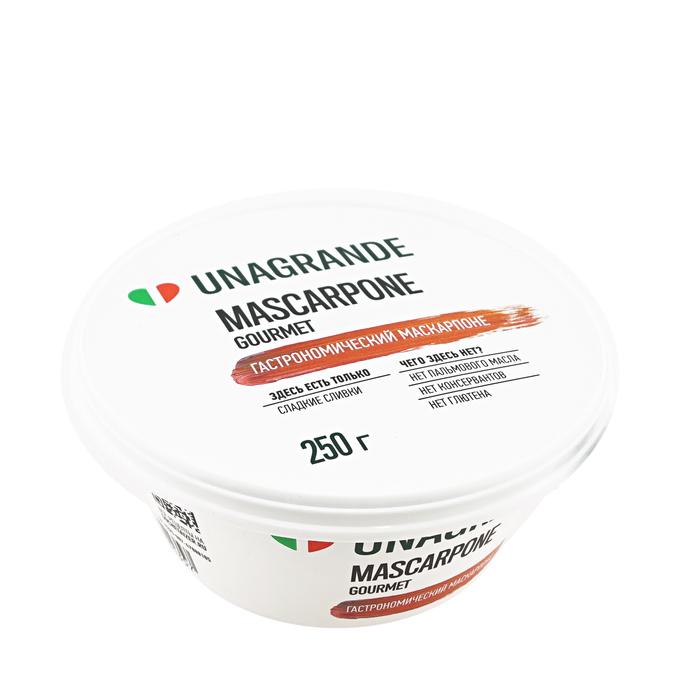 UNAGRANDE
MASCARPONE
GOURMET
ГАСТРОНОМИЧЕСКИЙ МАСКАРПОНЕ
ЗДЕСЬ ЕСТЬ ТОЛЬКО
СЛАДКИЕ СЛИВКИ
ЧЕГО ЗДЕСЬ НЕТ?
НЕТ ПАЛЬМОВОГО МАСЛА
НЕТ КОНСЕРВАНТОВ
НЕТ ГЛЮТЕНА
250 г
MASCARPONE
GOURMET
ГАСТРОНОМИЧЕСКИЙ